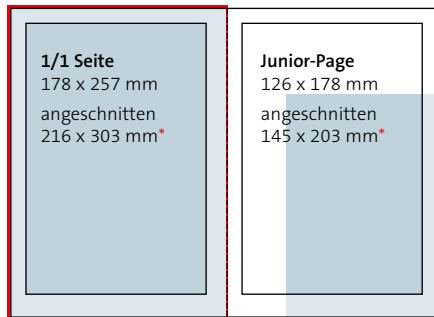 1/1 Seite
178 x 257 mm
angeschnitten
216 x 303 mm*
Junior-Page
126 x 178 mm
angeschnitten
145 x 203 mm*